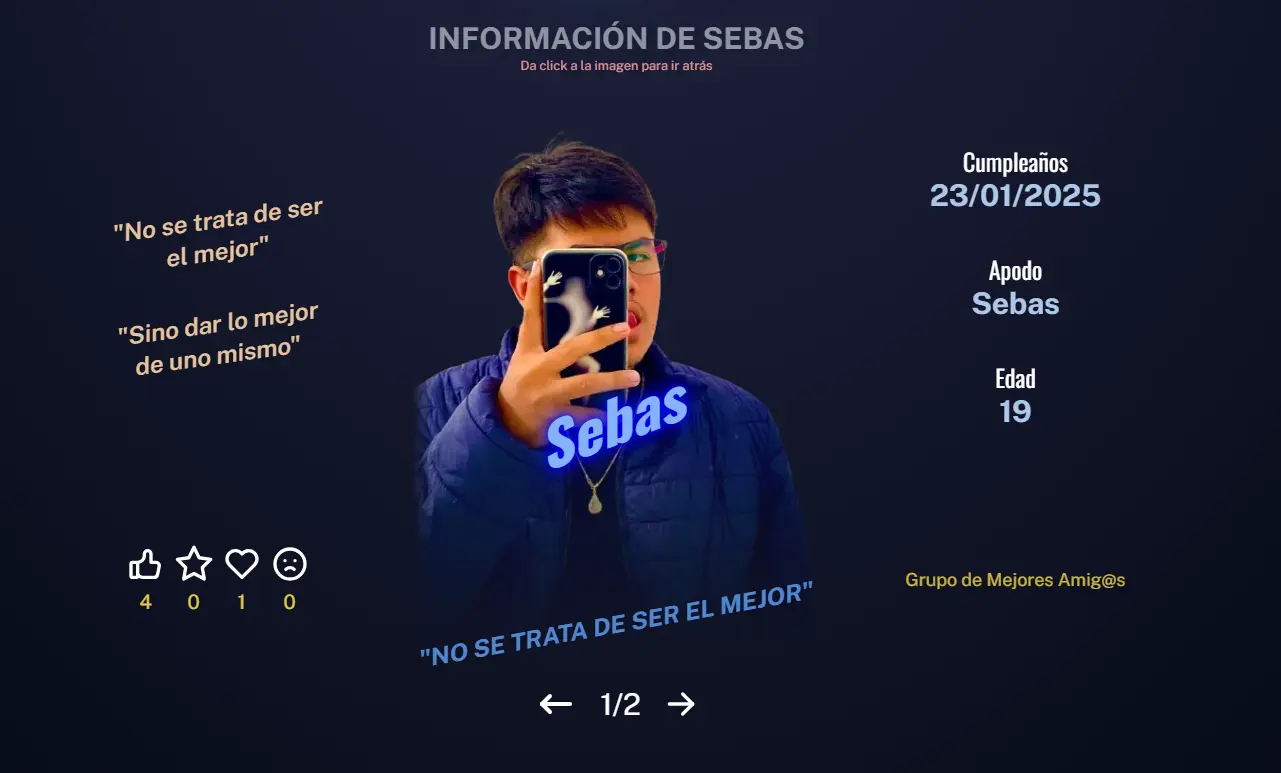 INFORMACIÓN DE SEBAS
Da click a la imagen para ir atrás
"No se trata de ser
el mejor"
"Sino dar lo mejor
de uno mismo"
4 0 1 0
Sebas
"NO SE TRATA DE SER EL MEJOR"
1/2
Cumpleaños
23/01/2025
Apodo
Sebas
Edad
19
Grupo de Mejores Amig@s